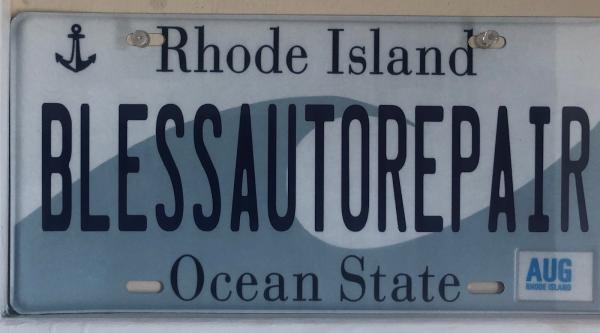 Rhode Island
BLESSAUTOREPAIR
Ocean State
AUG
RHODE ISLAND